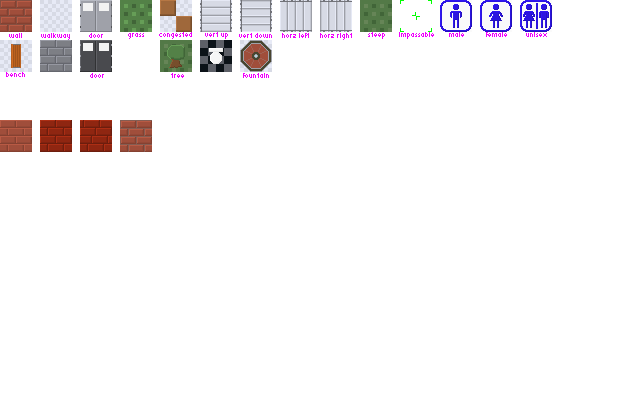 wall walkway door grass congested vert up vert down horz left horz right steep impassable male female unisex
bench door tree fountain